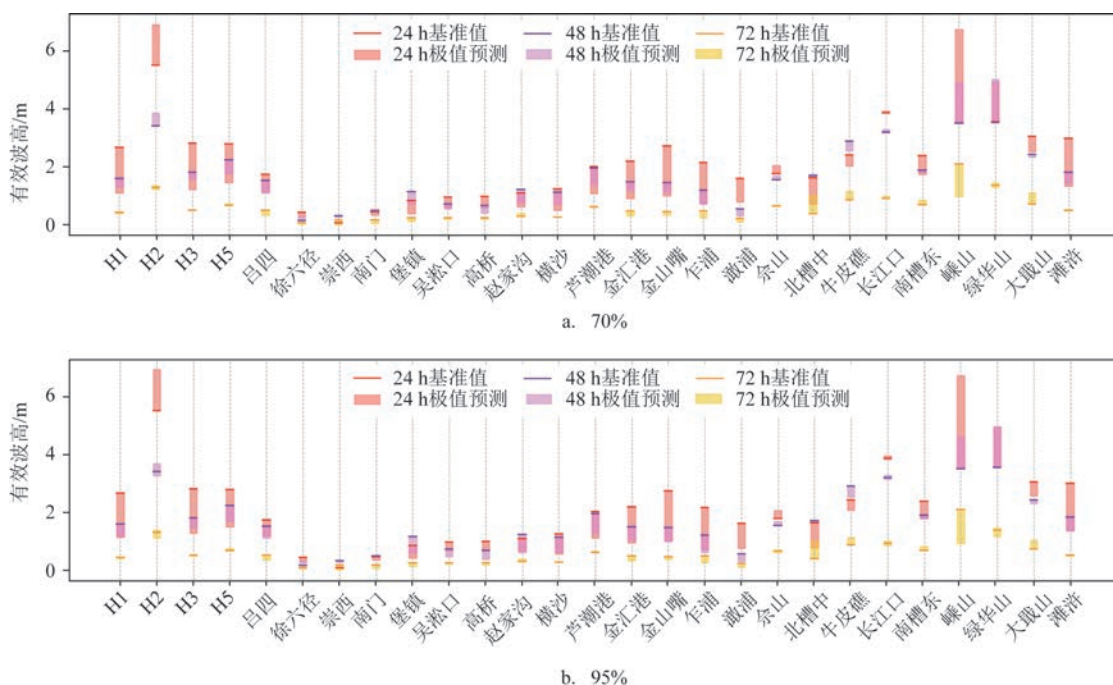 24 h基准值 48 h基准值 72 h基准值
24 h极值预测 48 h极值预测 72 h极值预测
有效波高/m
6
4
2
0
H1 H2 H3 H5 吕四 徐六径 崇西 南门 堡镇 吴淞口 高桥 赵家沟 横沙 芦潮港 金汇港 金山嘴 乍浦 澉浦 佘山 北槽中 牛皮礁 长江口 南槽东 嵊山 绿华山 大戢山 滩浒
a. 70%
24 h基准值 48 h基准值 72 h基准值
24 h极值预测 48 h极值预测 72 h极值预测
有效波高/m
6
4
2
0
H1 H2 H3 H5 吕四 徐六径 崇西 南门 堡镇 吴淞口 高桥 赵家沟 横沙 芦潮港 金汇港 金山嘴 乍浦 澉浦 佘山 北槽中 牛皮礁 长江口 南槽东 嵊山 绿华山 大戢山 滩浒
b. 95%